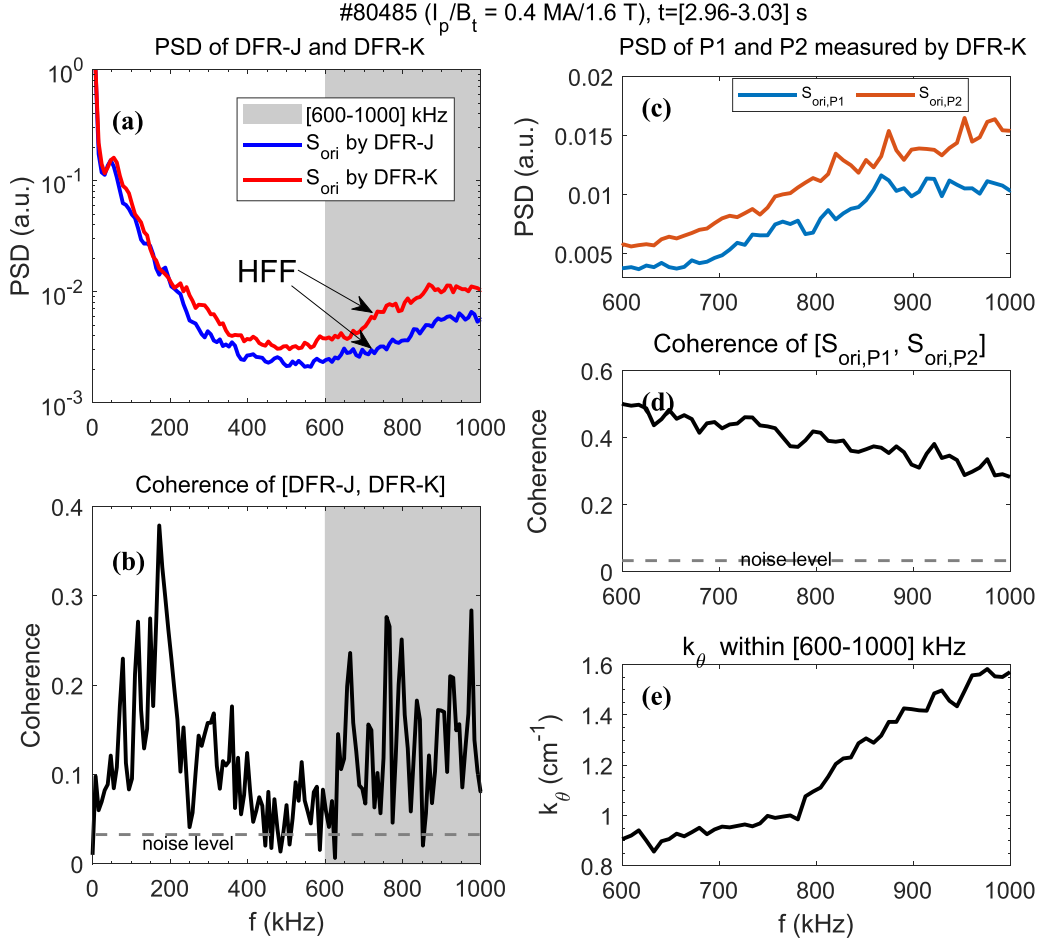 #80485 (I_p/B_t = 0.4 MA/1.6 T), t=[2.96-3.03] s
PSD of DFR-J and DFR-K
(a)
[600-1000] kHz
S_ori by DFR-J
S_ori by DFR-K
HFF
PSD (a.u.)
10^0
10^-1
10^-2
10^-3
0 200 400 600 800 1000
Coherence of [DFR-J, DFR-K]
(b)
noise level
Coherence
0.4
0.3
0.2
0.1
0
0 200 400 600 800 1000
f (kHz)
PSD of P1 and P2 measured by DFR-K
(c)
S_ori,P1 S_ori,P2
PSD (a.u.)
0.02
0.015
0.01
0.005
600 700 800 900 1000
Coherence of [S_ori,P1, S_ori,P2]
(d)
noise level
Coherence
0.6
0.4
0.2
0
600 700 800 900 1000
k_θ within [600-1000] kHz
(e)
k_θ (cm^-1)
1.6
1.4
1.2
1
0.8
600 700 800 900 1000
f (kHz)